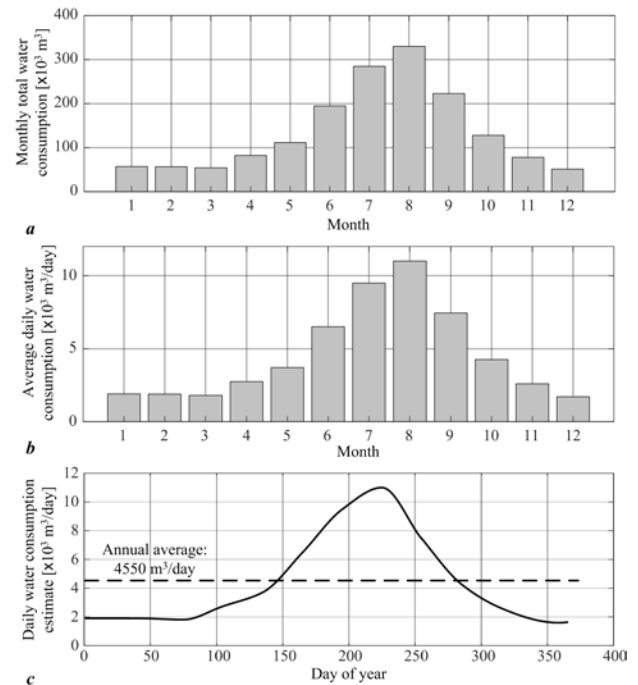 Monthly total water
consumption [x10³ m³]
400
300
200
100
0
1 2 3 4 5 6 7 8 9 10 11 12
Month
a
Average daily water
consumption [x10³ m³/day]
10
5
0
1 2 3 4 5 6 7 8 9 10 11 12
Month
b
Daily water consumption
estimate [x10³ m³/day]
12
10
8
6
4
2
0
Annual average:
4550 m³/day
0 50 100 150 200 250 300 350 400
Day of year
c